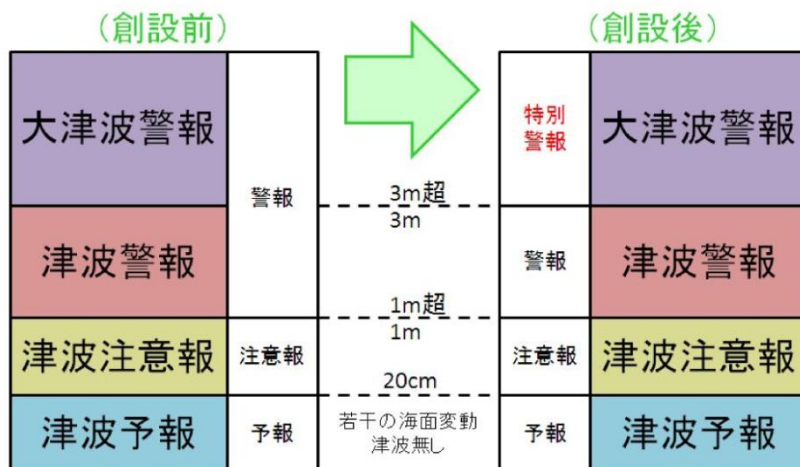 (創設前)
(創設後)
大津波警報
警報
特別
警報
大津波警報
3m超
3m
津波警報
警報
津波警報
1m超
1m
津波注意報
注意報
注意報
津波注意報
20cm
津波予報
予報
若干の海面変動
津波無し
予報
津波予報